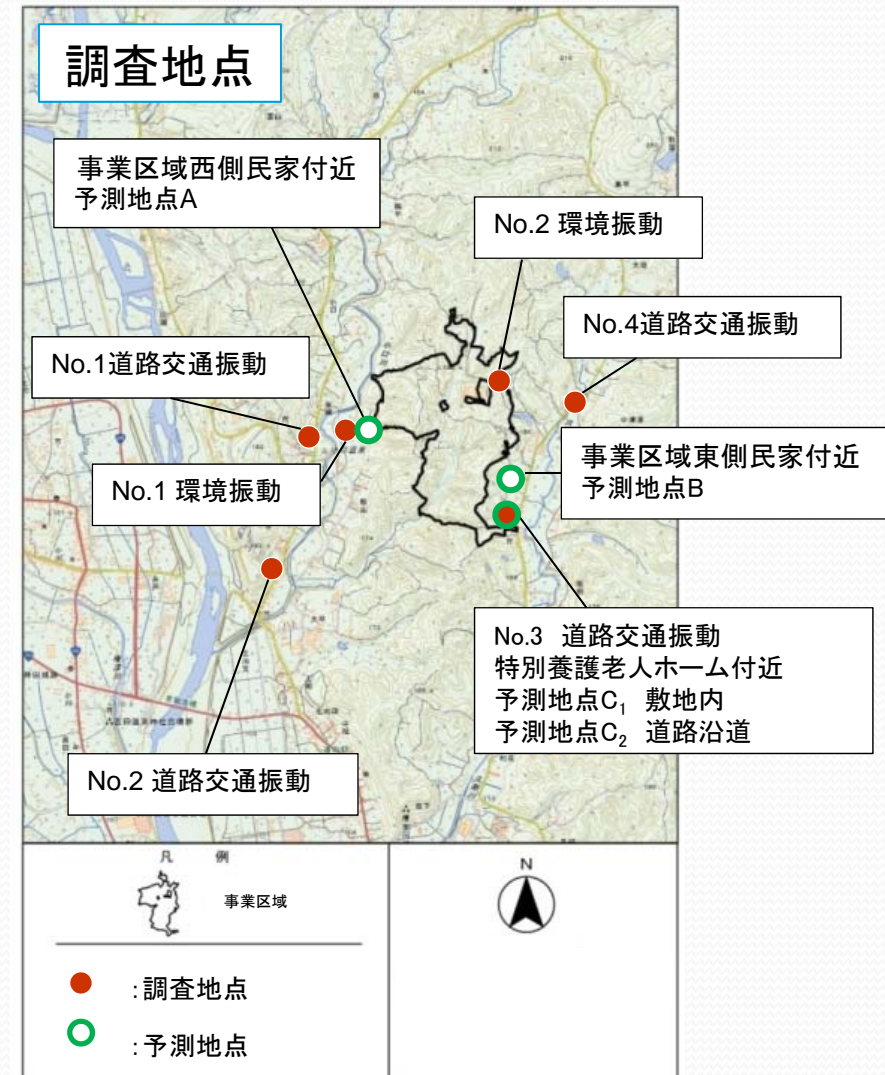 調査地点
事業区域西側民家付近
予測地点A
No.2 環境振動
No.4道路交通振動
No.1道路交通振動
事業区域東側民家付近
予測地点B
No.1 環境振動
No.3 道路交通振動
特別養護老人ホーム付近
予測地点C₁ 敷地内
予測地点C₂ 道路沿道
No.2 道路交通振動
凡 例
事業区域
N
:調査地点
:予測地点